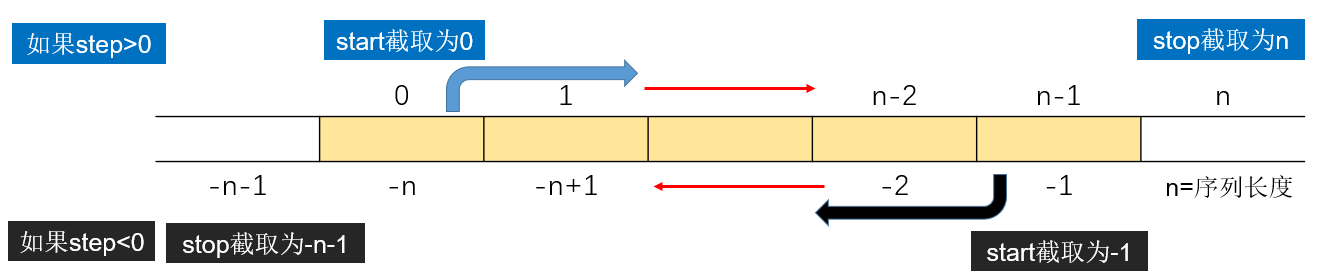 如果step>0
start截取为0
stop截取为n
0 1 n-2 n-1 n
-n-1 -n -n+1 -2 -1 n=序列长度
如果step<0
stop截取为-n-1
start截取为-1